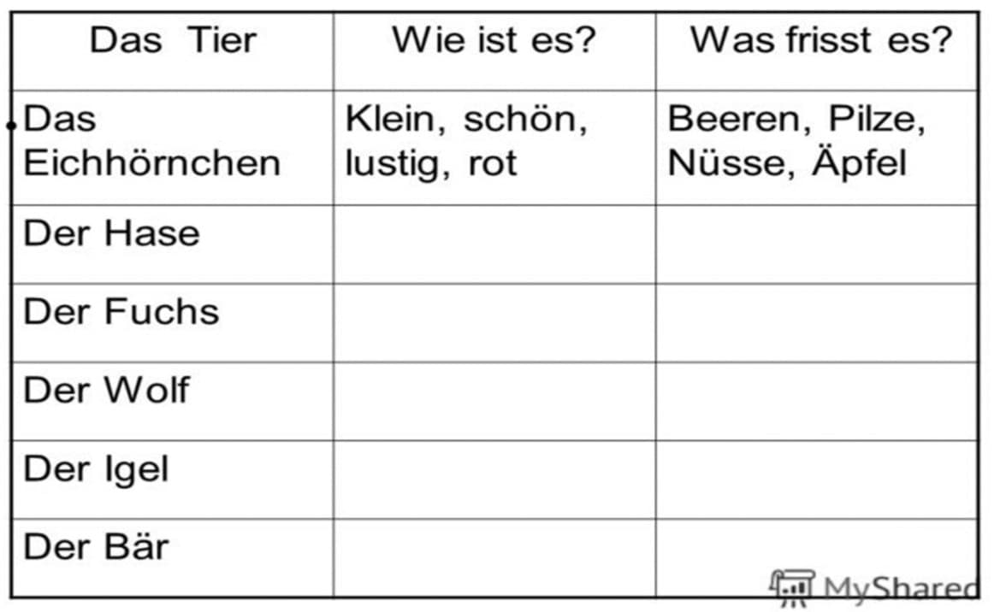 Das Tier
Wie ist es?
Was frisst es?
Das
Eichhörnchen
Klein, schön,
lustig, rot
Beeren, Pilze,
Nüsse, Äpfel
Der Hase
Der Fuchs
Der Wolf
Der Igel
Der Bär
MyShared